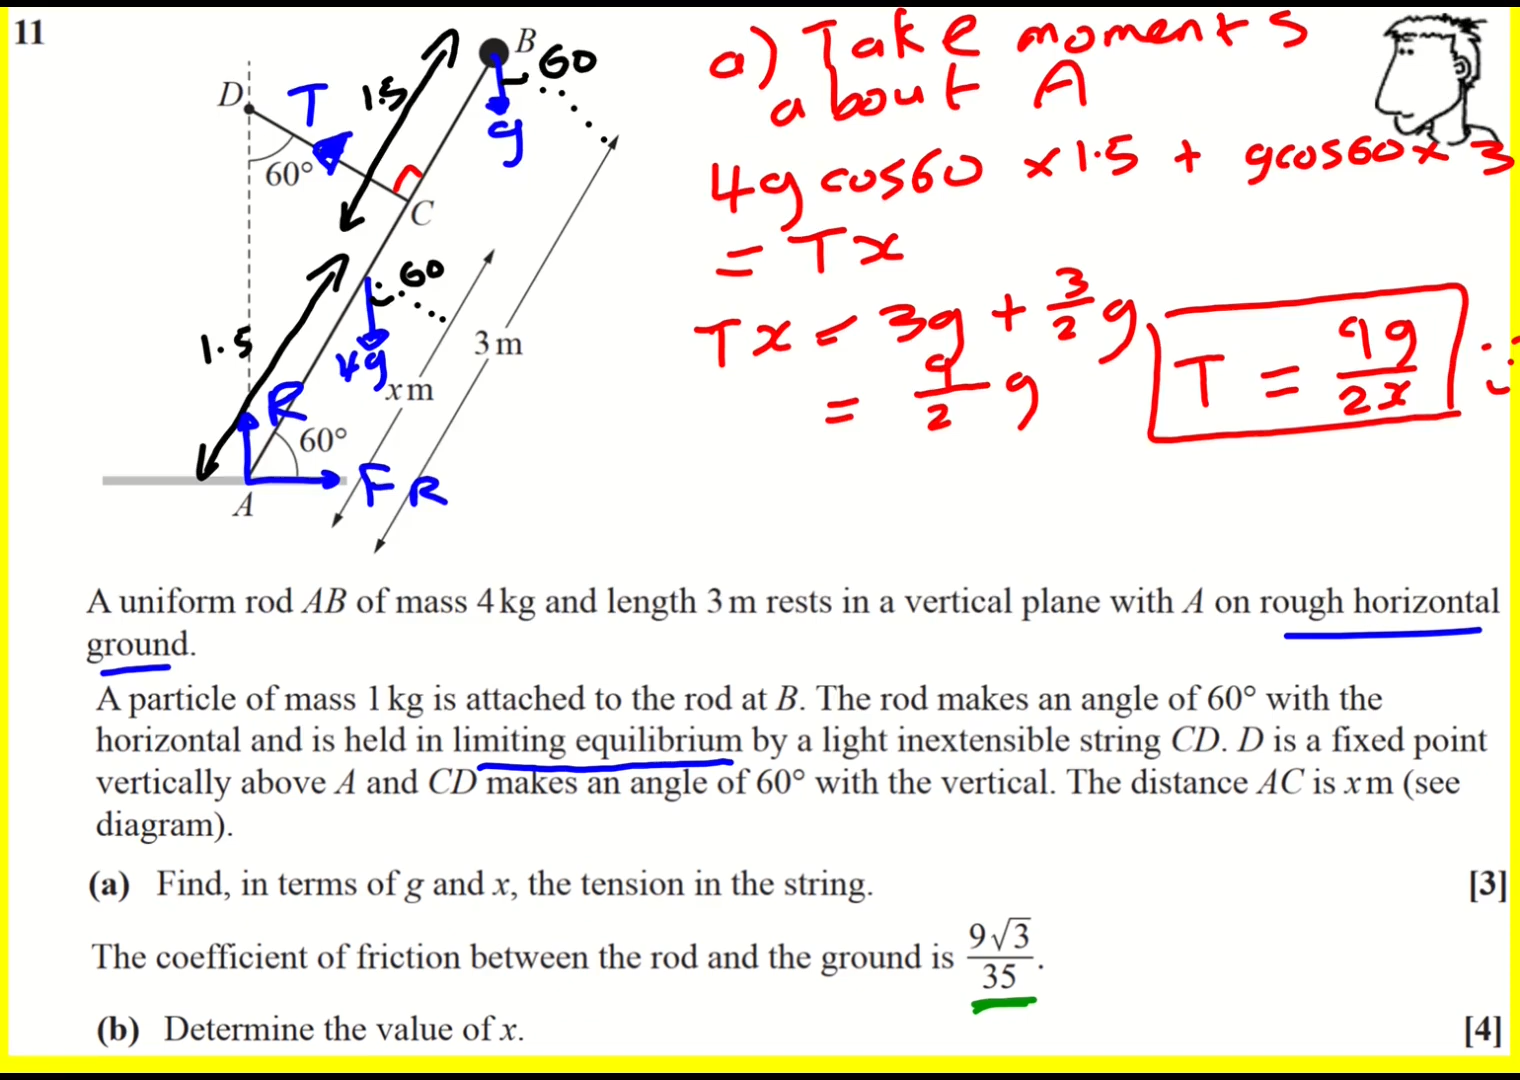 11
D
B
60
T
1.5
g
60°
C
60
1.5
4g
3 m
x m
R
60°
F
R
A
a) Take moments
about A
4g cos60 × 1.5 + gcos60 × 3
= Tx
Tx = 3g + 3/2 g
= 9/2 g
T = 9g/2x
A uniform rod AB of mass 4 kg and length 3 m rests in a vertical plane with A on rough horizontal
ground.
A particle of mass 1 kg is attached to the rod at B. The rod makes an angle of 60° with the
horizontal and is held in limiting equilibrium by a light inextensible string CD. D is a fixed point
vertically above A and CD makes an angle of 60° with the vertical. The distance AC is x m (see
diagram).
(a) Find, in terms of g and x, the tension in the string. [3]
The coefficient of friction between the rod and the ground is 9√3/35.
(b) Determine the value of x. [4]